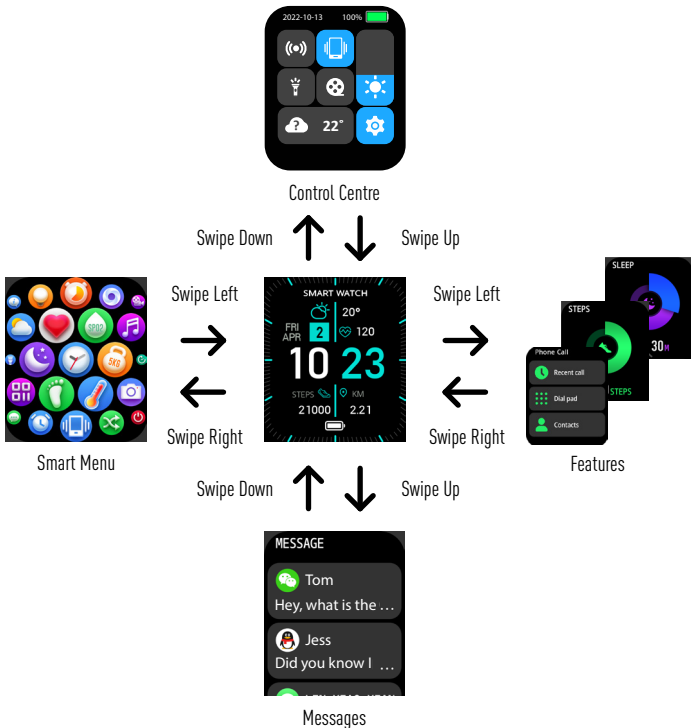 2022-10-13 100%
22°
Control Centre
Swipe Down
Swipe Up
Smart Menu
SPO2
5KG
Swipe Left
Swipe Right
SMART WATCH
20°
FRI
APR 2
120
10 23
STEPS KM
21000 2.21
Swipe Left
Swipe Right
SLEEP
30M
STEPS
STEPS
Phone Call
Recent call
Dial pad
Contacts
Features
Swipe Down
Swipe Up
MESSAGE
Tom
Hey, what is the ...
Jess
Did you know I ...
Messages